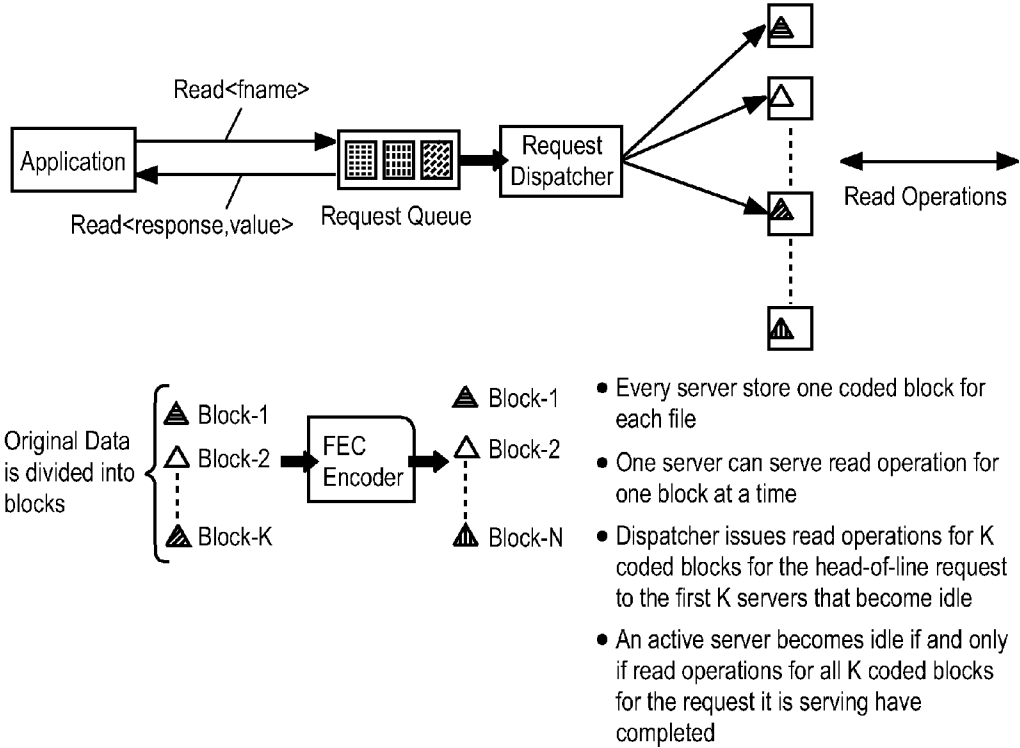 Read<fname>
Application
Request
Dispatcher
Request Queue
Read<response,value>
Read Operations
Original Data
is divided into
blocks
Block-1
Block-2
Block-K
FEC
Encoder
Block-1
Block-2
Block-N
• Every server store one coded block for
each file
• One server can serve read operation for
one block at a time
• Dispatcher issues read operations for K
coded blocks for the head-of-line request
to the first K servers that become idle
• An active server becomes idle if and only
if read operations for all K coded blocks
for the request it is serving have
completed